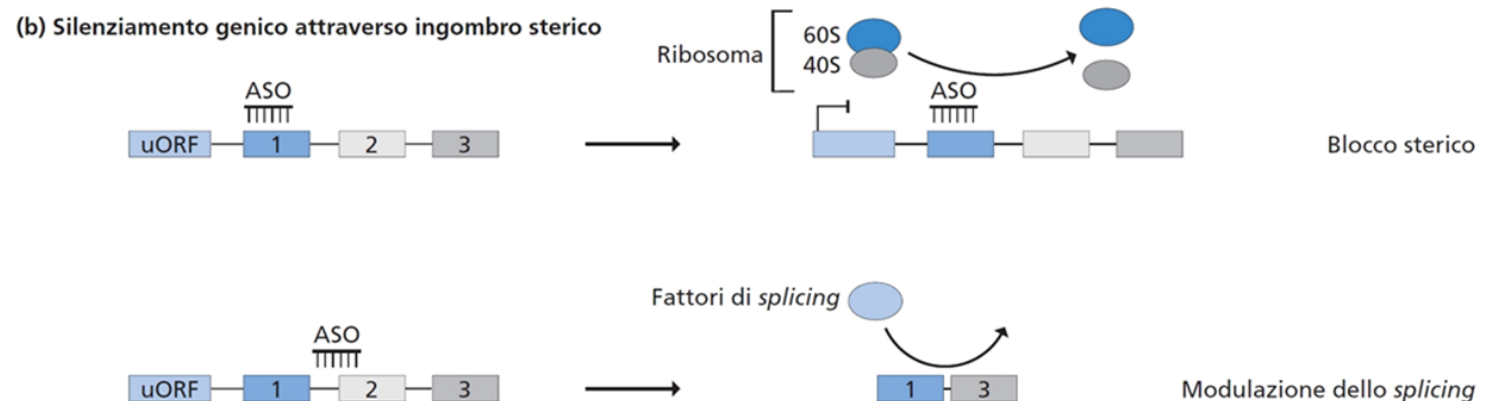 (b) Silenziamento genico attraverso ingombro sterico
Ribosoma
60S
40S
ASO
uORF 1 2 3
ASO
Blocco sterico
Fattori di splicing
ASO
uORF 1 2 3
1 3
Modulazione dello splicing